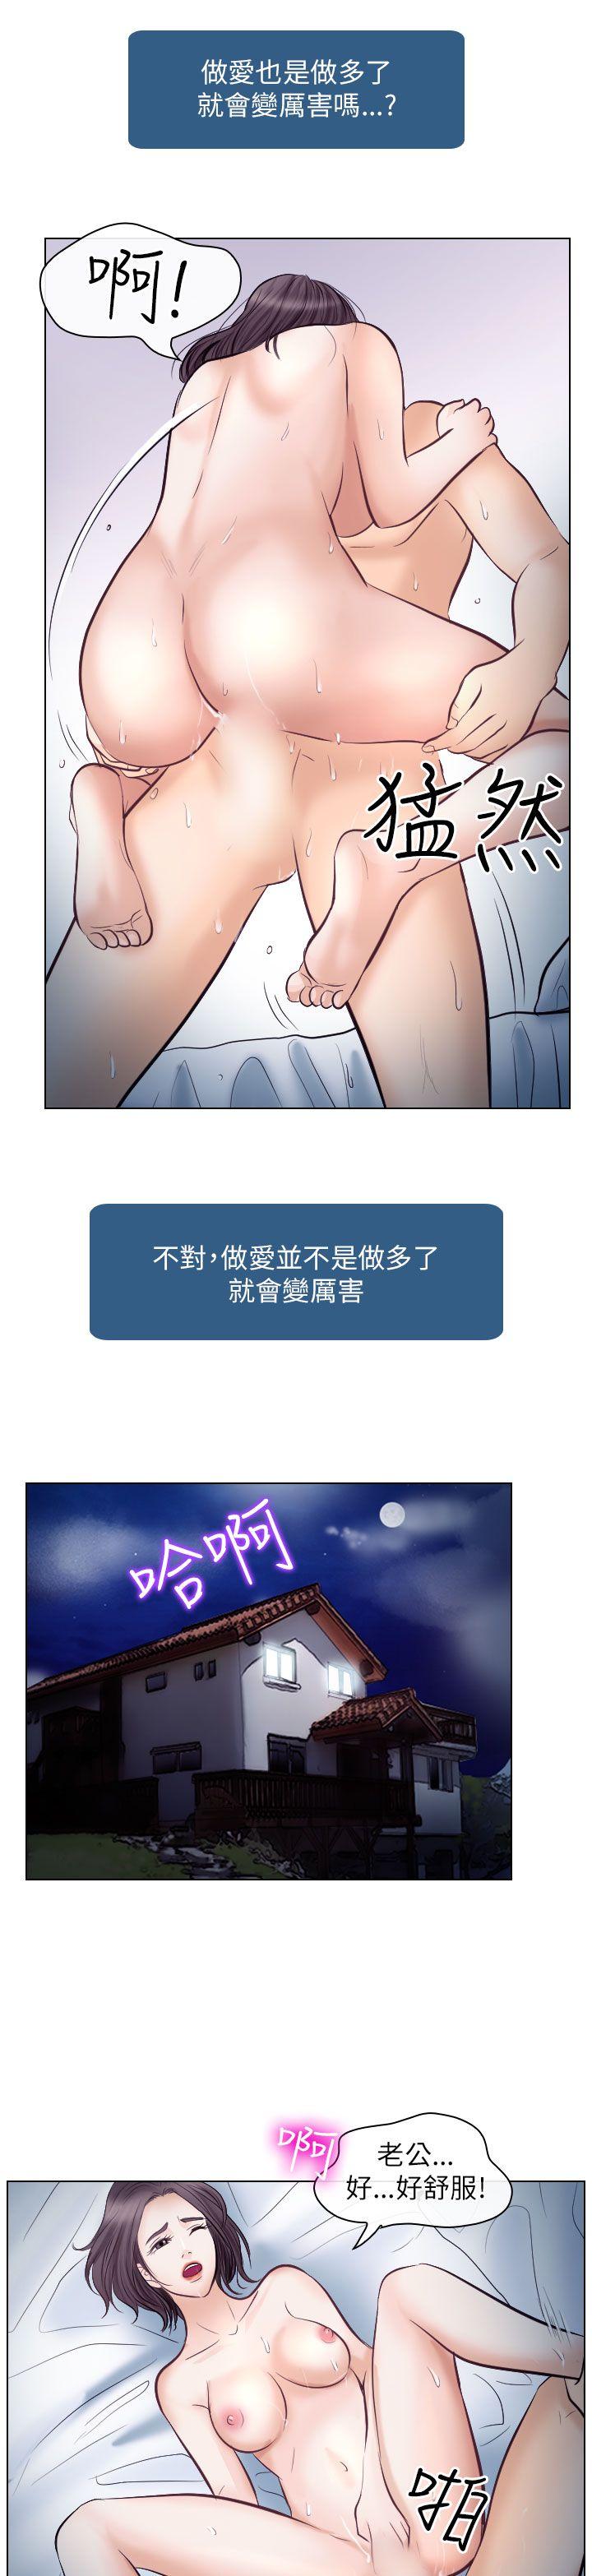 做愛也是做多了
就會變厲害嗎...?
啊!
猛然
不對,做愛並不是做多了
就會變厲害
哈啊
啊
老公...
好...好舒服!
啪